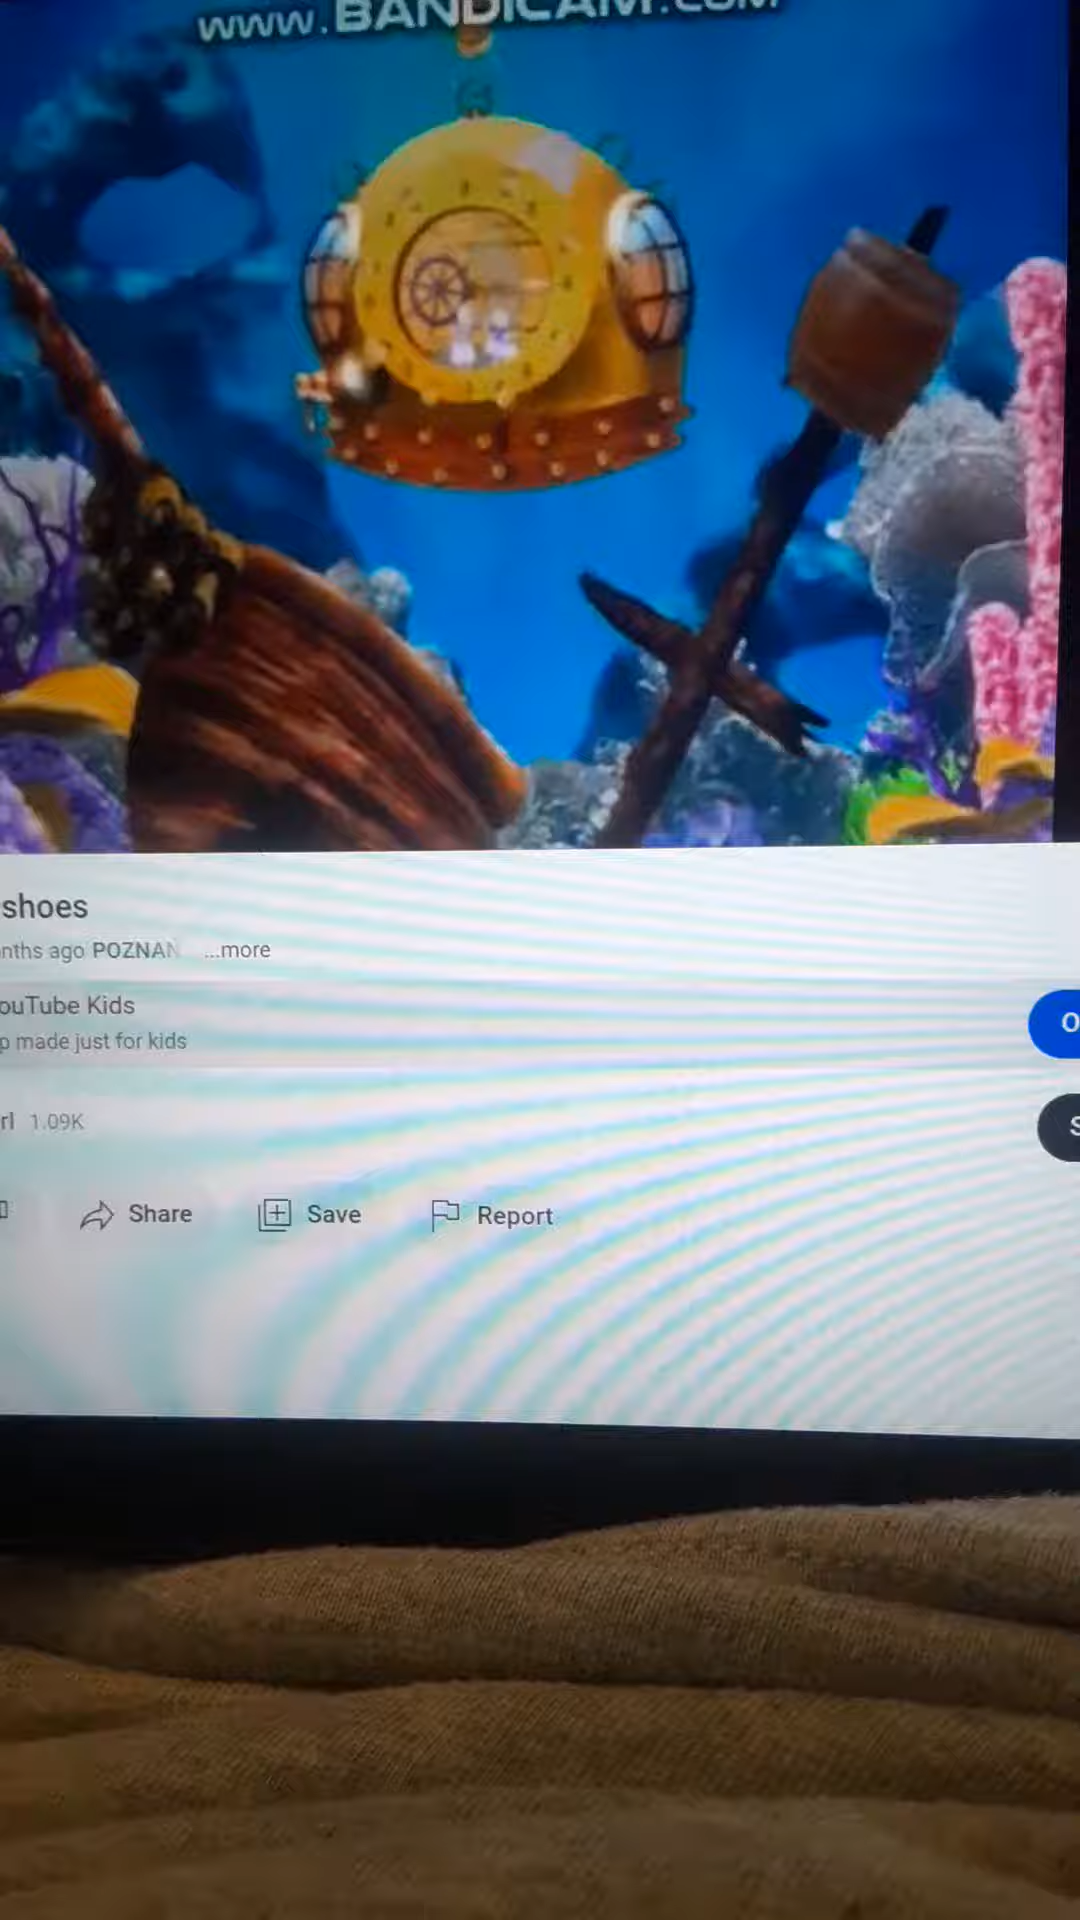 www.BANDICAM.COM
shoes
nths ago POZNAN ...more
ouTube Kids
p made just for kids
O
rl 1.09K
S
Share Save Report